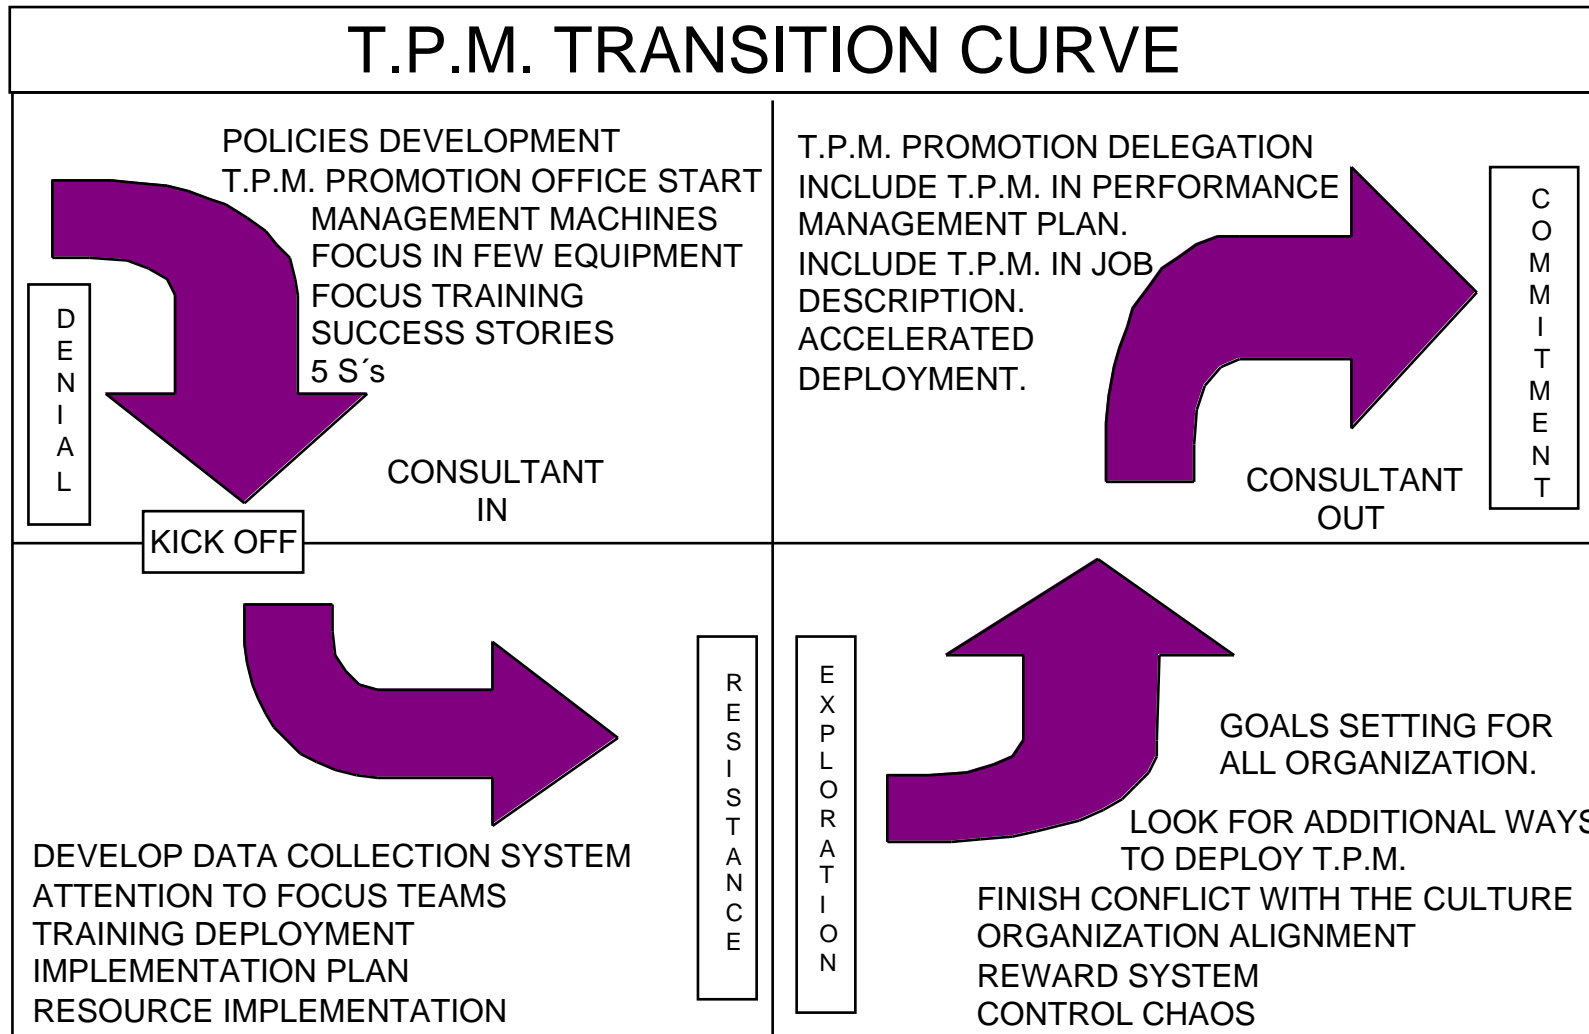 T.P.M. TRANSITION CURVE
POLICIES DEVELOPMENT
T.P.M. PROMOTION OFFICE START
MANAGEMENT MACHINES
FOCUS IN FEW EQUIPMENT
FOCUS TRAINING
SUCCESS STORIES
5 S´s
DENIAL
CONSULTANT
IN
KICK OFF
T.P.M. PROMOTION DELEGATION
INCLUDE T.P.M. IN PERFORMANCE
MANAGEMENT PLAN.
INCLUDE T.P.M. IN JOB
DESCRIPTION.
ACCELERATED
DEPLOYMENT.
COMMITMENT
CONSULTANT
OUT
RESISTANCE
DEVELOP DATA COLLECTION SYSTEM
ATTENTION TO FOCUS TEAMS
TRAINING DEPLOYMENT
IMPLEMENTATION PLAN
RESOURCE IMPLEMENTATION
EXPLORATION
GOALS SETTING FOR
ALL ORGANIZATION.
LOOK FOR ADDITIONAL WAYS
TO DEPLOY T.P.M.
FINISH CONFLICT WITH THE CULTURE
ORGANIZATION ALIGNMENT
REWARD SYSTEM
CONTROL CHAOS